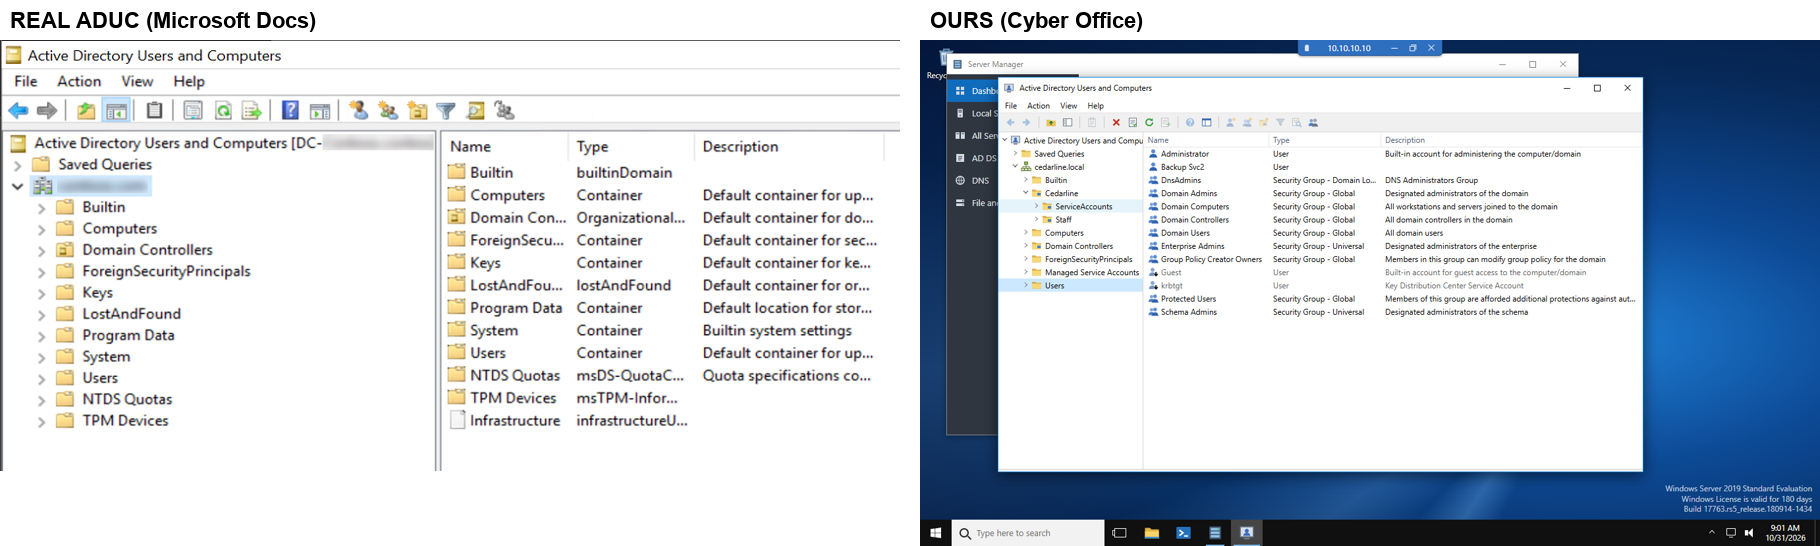 REAL ADUC (Microsoft Docs)
Active Directory Users and Computers
File Action View Help
Active Directory Users and Computers [DC-
Saved Queries
Builtin
Computers
Domain Controllers
ForeignSecurityPrincipals
Keys
LostAndFound
Program Data
System
Users
NTDS Quotas
TPM Devices
Name Type Description
Builtin builtinDomain
Computers Container Default container for up...
Domain Con... Organizational... Default container for do...
ForeignSecu... Container Default container for sec...
Keys Container Default container for ke...
LostAndFou... lostAndFound Default container for or...
Program Data Container Default location for stor...
System Container Builtin system settings
Users Container Default container for up...
NTDS Quotas msDS-QuotaC... Quota specifications co...
TPM Devices msTPM-Infor...
Infrastructure infrastructureU...
OURS (Cyber Office)
10.10.10.10
Recyc
Server Manager
Dashbo
Local S
All Ser
AD DS
DNS
File an
Active Directory Users and Computers
File Action View Help
Active Directory Users and Compu
Saved Queries
cedarline.local
Builtin
Cedarline
ServiceAccounts
Staff
Computers
Domain Controllers
ForeignSecurityPrincipals
Managed Service Accounts
Users
Name Type Description
Administrator User Built-in account for administering the computer/domain
Backup Svc2 User
DnsAdmins Security Group - Domain Lo... DNS Administrators Group
Domain Admins Security Group - Global Designated administrators of the domain
Domain Computers Security Group - Global All workstations and servers joined to the domain
Domain Controllers Security Group - Global All domain controllers in the domain
Domain Users Security Group - Global All domain users
Enterprise Admins Security Group - Universal Designated administrators of the enterprise
Group Policy Creator Owners Security Group - Global Members in this group can modify group policy for the domain
Guest User Built-in account for guest access to the computer/domain
krbtgt User Key Distribution Center Service Account
Protected Users Security Group - Global Members of this group are afforded additional protections against aut...
Schema Admins Security Group - Universal Designated administrators of the schema
Windows Server 2019 Standard Evaluation
Windows License is valid for 180 days
Build 17763.rs5_release.180914-1434
Type here to search
9:01 AM
10/31/2026